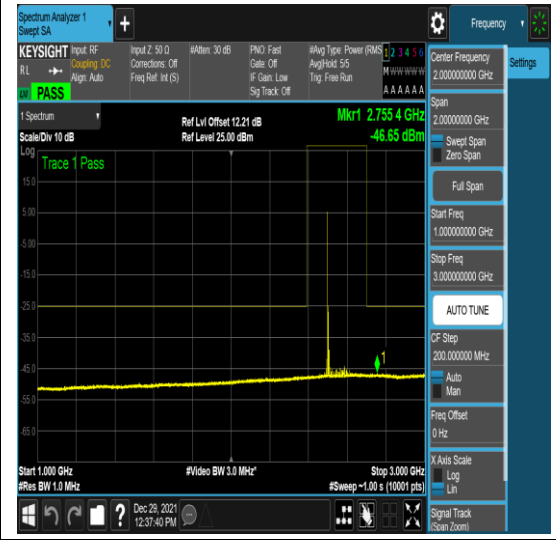 Spectrum Analyzer 1
Swept SA
+
Frequency
KEYSIGHT
RL
LXI
PASS
Input: RF
Coupling: DC
Align: Auto
Input Z: 50 Ω
Corrections: Off
Freq Ref: Int (S)
#Atten: 30 dB
PNO: Fast
Gate: Off
IF Gain: Low
Sig Track: Off
#Avg Type: Power (RMS
Avg|Hold: 5/5
Trig: Free Run
1 2 3 4 5 6
M W W W W W
A A A A A A
1 Spectrum
Scale/Div 10 dB
Ref Lvl Offset 12.21 dB
Ref Level 25.00 dBm
Mkr1 2.755 4 GHz
-46.65 dBm
Log
Trace 1 Pass
15.0
5.00
-5.00
-15.0
-25.0
-35.0
-45.0
-55.0
-65.0
1
Start 1.000 GHz
#Res BW 1.0 MHz
#Video BW 3.0 MHz*
Stop 3.000 GHz
#Sweep ~1.00 s (10001 pts)
Center Frequency
2.000000000 GHz
Settings
Span
2.00000000 GHz
Swept Span
Zero Span
Full Span
Start Freq
1.000000000 GHz
Stop Freq
3.000000000 GHz
AUTO TUNE
CF Step
200.000000 MHz
Auto
Man
Freq Offset
0 Hz
X Axis Scale
Log
Lin
Signal Track
(Span Zoom)
?
Dec 29, 2021
12:37:40 PM